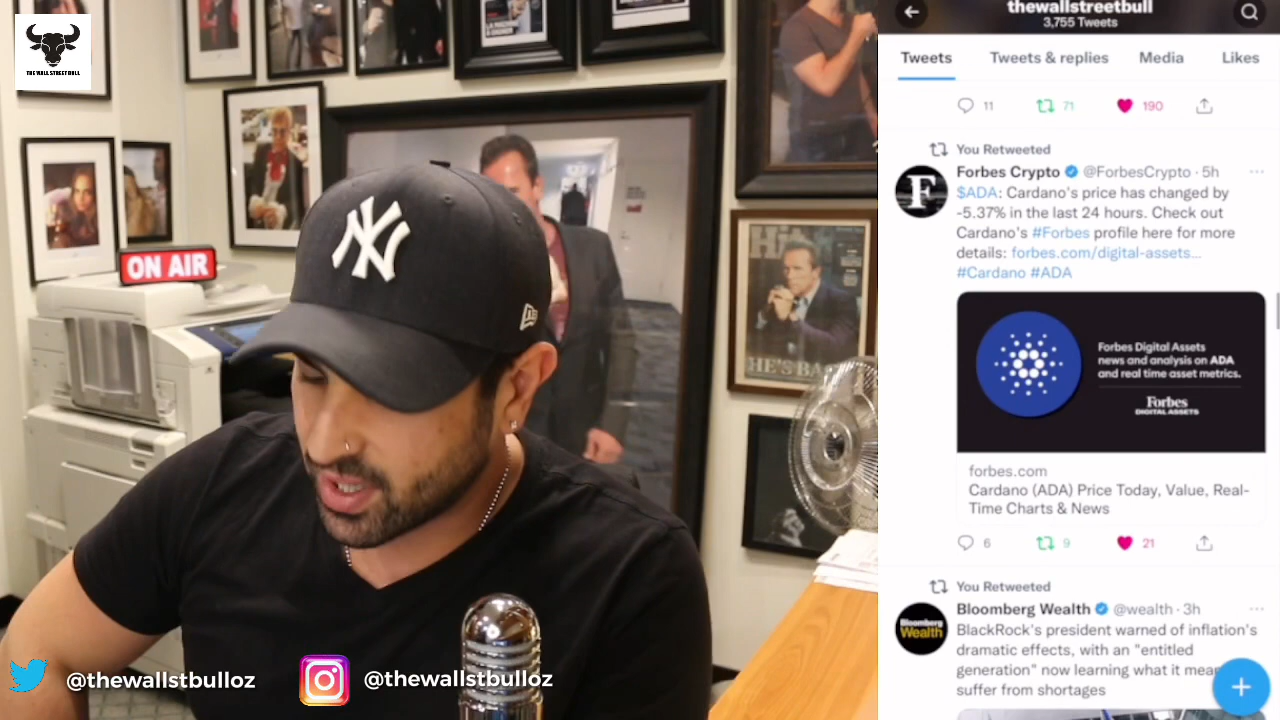 THE WALL STREET BULL
ON AIR
NY
HE'S BA
@thewallstbulloz
@thewallstbulloz
thewallstreetbull
3,755 Tweets
Tweets
Tweets & replies
Media
Likes
11
71
190
You Retweeted
Forbes Crypto @ForbesCrypto · 5h
F
$ADA: Cardano's price has changed by
-5.37% in the last 24 hours. Check out
Cardano's #Forbes profile here for more
details: forbes.com/digital-assets...
#Cardano #ADA
Forbes Digital Assets
news and analysis on ADA
and real time asset metrics.
Forbes
DIGITAL ASSETS
forbes.com
Cardano (ADA) Price Today, Value, Real-
Time Charts & News
6
9
21
You Retweeted
Bloomberg Wealth @wealth · 3h
Bloomberg
Wealth
BlackRock's president warned of inflation's
dramatic effects, with an "entitled
generation" now learning what it mea
suffer from shortages